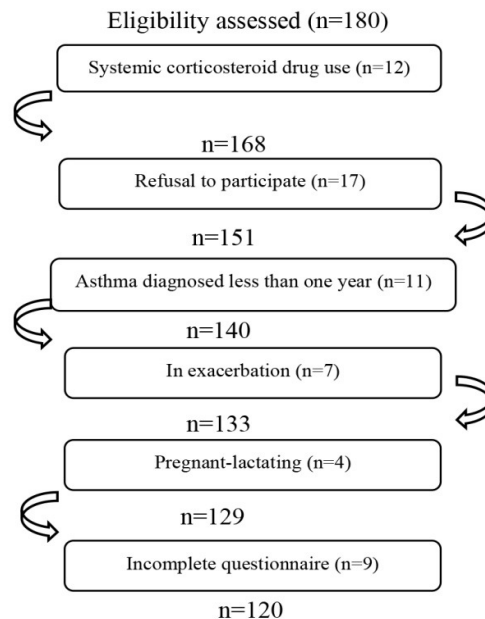 Eligibility assessed (n=180)
Systemic corticosteroid drug use (n=12)
n=168
Refusal to participate (n=17)
n=151
Asthma diagnosed less than one year (n=11)
n=140
In exacerbation (n=7)
n=133
Pregnant-lactating (n=4)
n=129
Incomplete questionnaire (n=9)
n=120